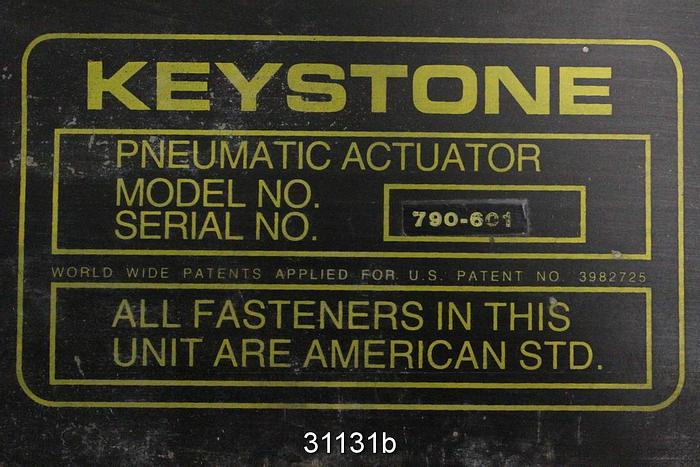 KEYSTONE
PNEUMATIC ACTUATOR
MODEL NO.
SERIAL NO.
790-601
WORLD WIDE PATENTS APPLIED FOR U.S. PATENT NO. 3982725
ALL FASTENERS IN THIS
UNIT ARE AMERICAN STD.
31131b